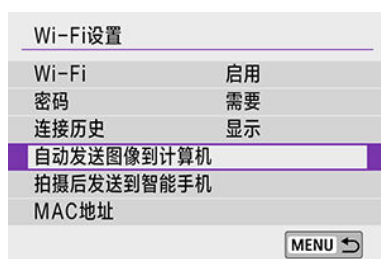 Wi-Fi设置
Wi-Fi 启用
密码 需要
连接历史 显示
自动发送图像到计算机
拍摄后发送到智能手机
MAC地址
MENU